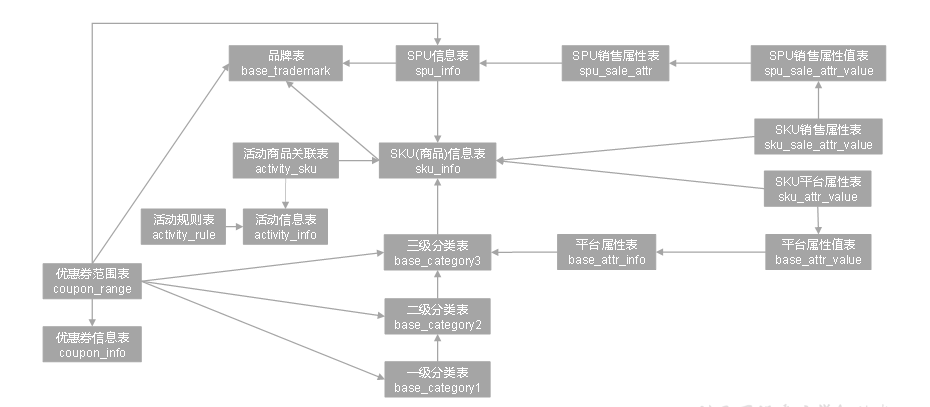 品牌表
base_trademark
SPU信息表
spu_info
SPU销售属性表
spu_sale_attr
SPU销售属性值表
spu_sale_attr_value
SKU销售属性表
sku_sale_attr_value
活动商品关联表
activity_sku
SKU(商品)信息表
sku_info
SKU平台属性表
sku_attr_value
活动规则表
activity_rule
活动信息表
activity_info
三级分类表
base_category3
平台属性表
base_attr_info
平台属性值表
base_attr_value
优惠券范围表
coupon_range
二级分类表
base_category2
优惠券信息表
coupon_info
一级分类表
base_category1